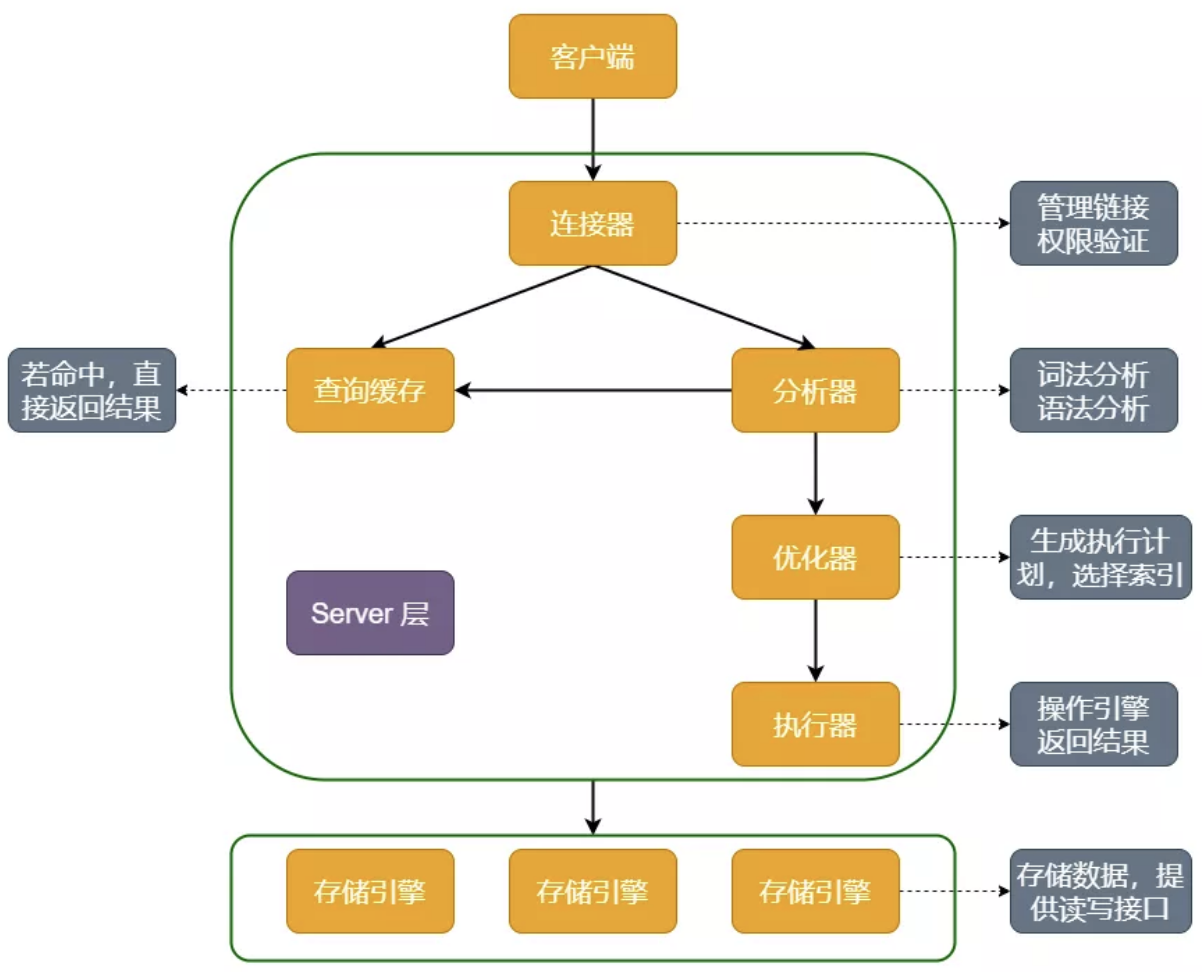 客户端
连接器
管理链接
权限验证
若命中，直
接返回结果
查询缓存
分析器
词法分析
语法分析
优化器
生成执行计
划，选择索引
Server 层
执行器
操作引擎
返回结果
存储引擎
存储引擎
存储引擎
存储数据，提
供读写接口